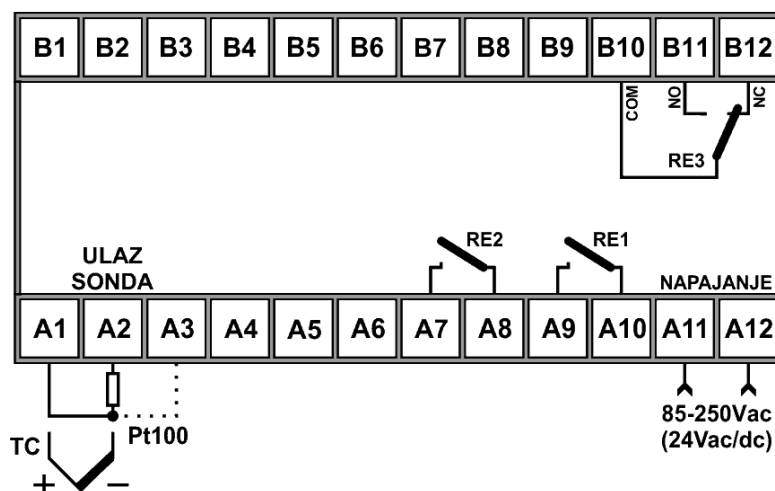 B1 B2 B3 B4 B5 B6 B7 B8 B9 B10 B11 B12
COM
NO
NC
RE3
ULAZ
SONDA
RE2
RE1
NAPAJANJE
A1 A2 A3 A4 A5 A6 A7 A8 A9 A10 A11 A12
Pt100
TC
+ −
85-250Vac
(24Vac/dc)